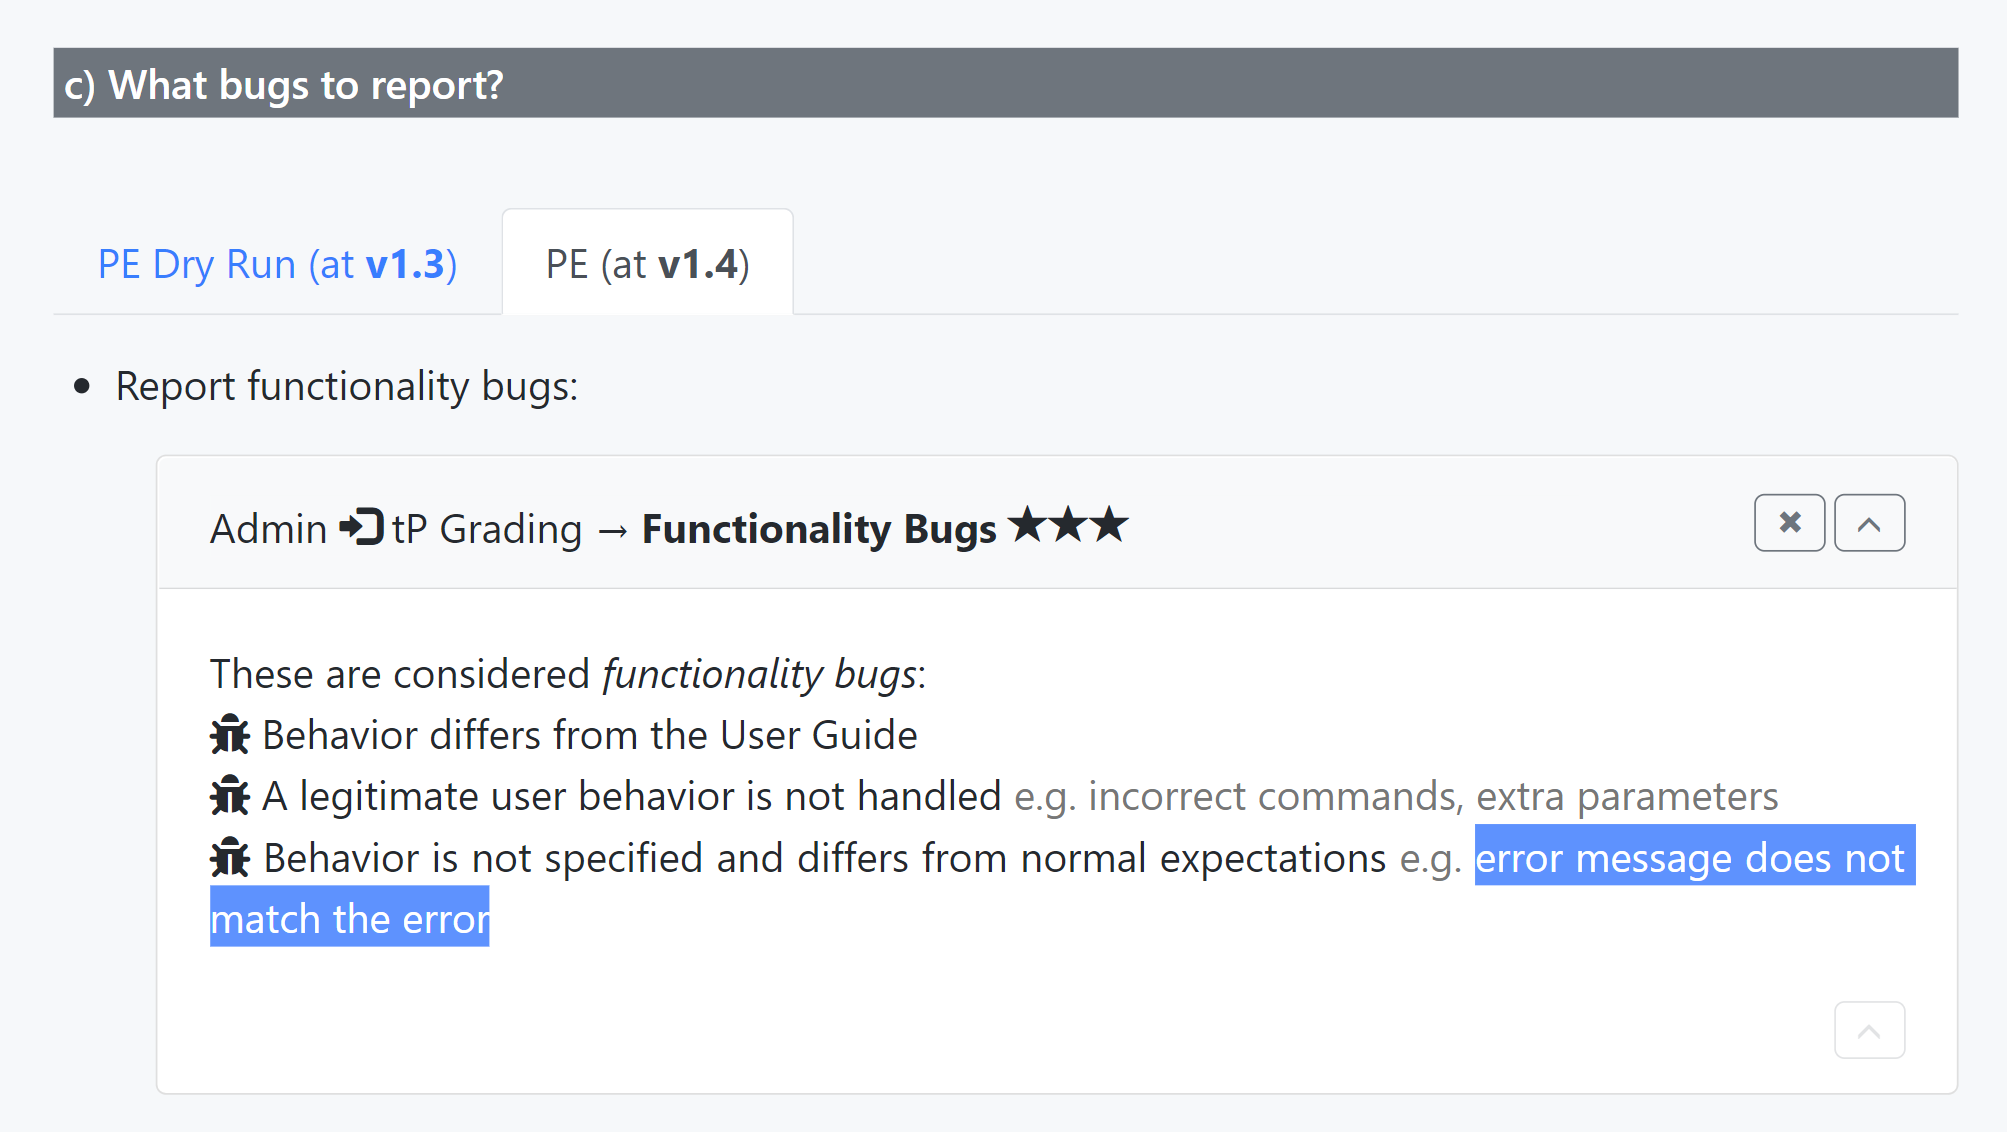 c) What bugs to report?
PE Dry Run (at v1.3)
PE (at v1.4)
Report functionality bugs:
Admin tP Grading → Functionality Bugs ★★★
These are considered functionality bugs:
Behavior differs from the User Guide
A legitimate user behavior is not handled e.g. incorrect commands, extra parameters
Behavior is not specified and differs from normal expectations e.g. error message does not
match the error